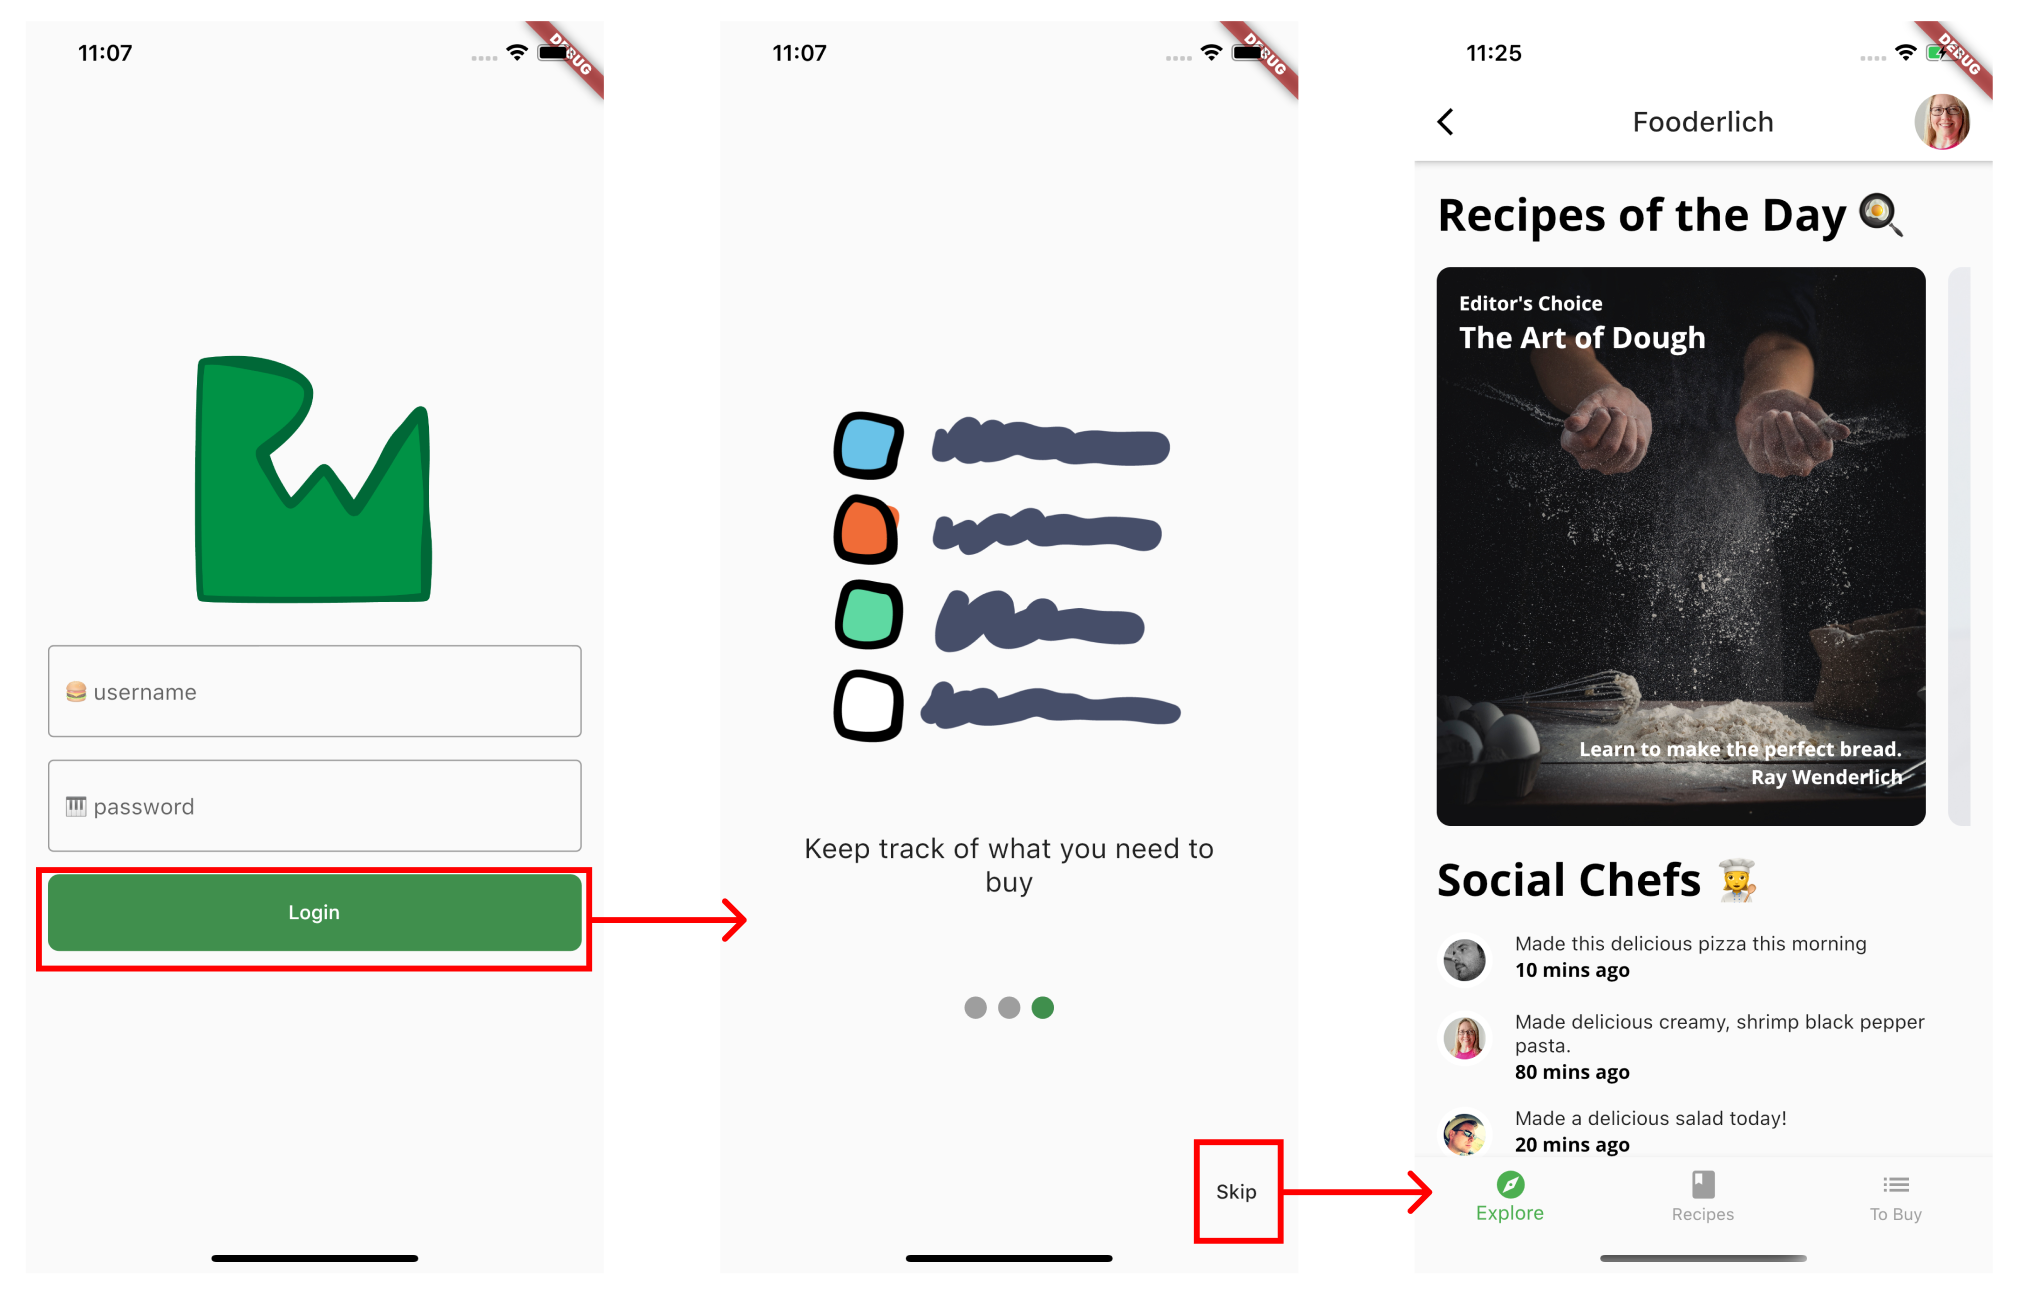 11:07
DEBUG
username
password
Login
11:07
DEBUG
Keep track of what you need to
buy
Skip
11:25
DEBUG
Fooderlich
Recipes of the Day
Editor's Choice
The Art of Dough
Learn to make the perfect bread.
Ray Wenderlich
Social Chefs
Made this delicious pizza this morning
10 mins ago
Made delicious creamy, shrimp black pepper
pasta.
80 mins ago
Made a delicious salad today!
20 mins ago
Explore
Recipes
To Buy